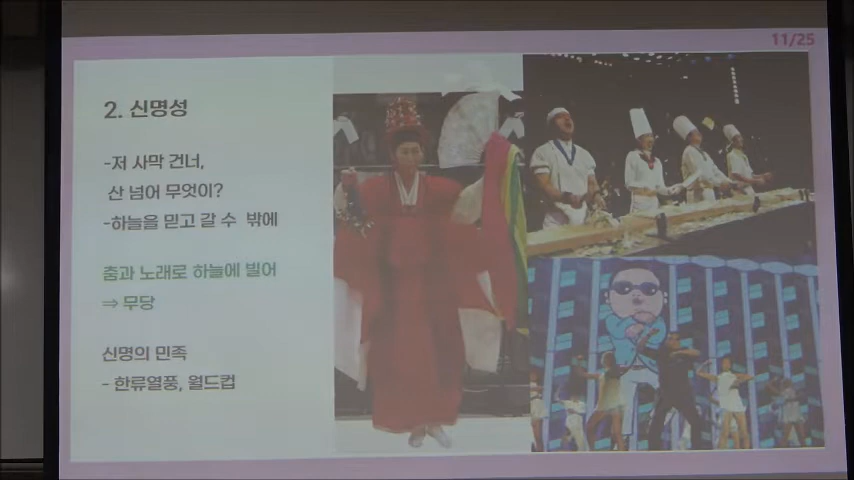 11/25
2. 신명성
-저 사막 건너,
산 넘어 무엇이?
-하늘을 믿고 갈 수 밖에
춤과 노래로 하늘에 빌어
⇒ 무당
신명의 민족
- 한류열풍, 월드컵